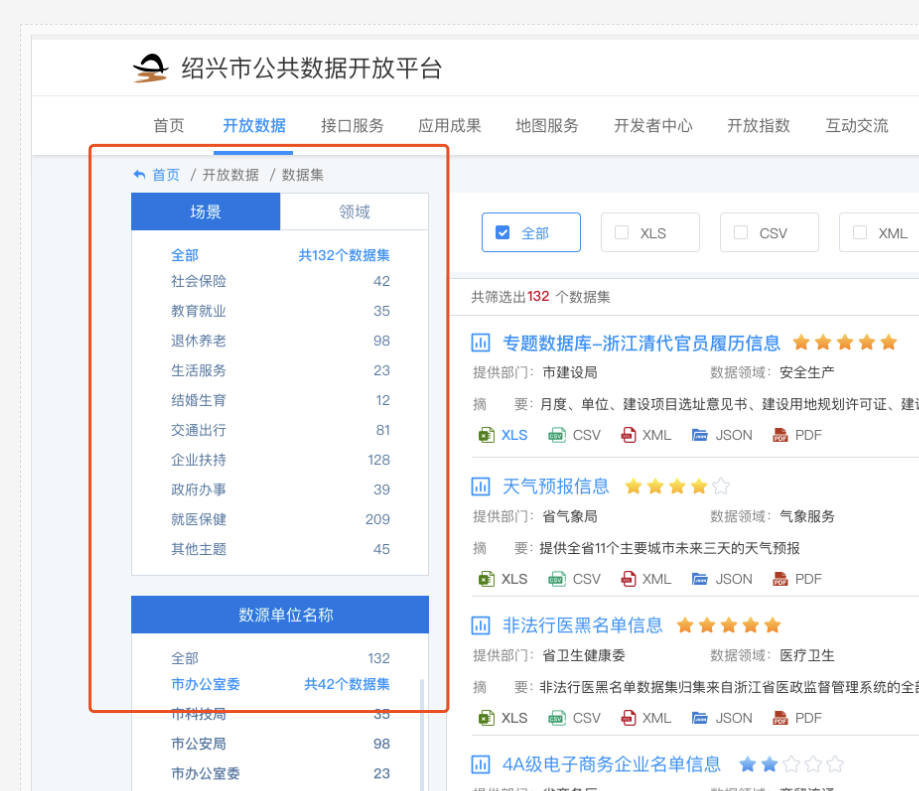 绍兴市公共数据开放平台
首页 开放数据 接口服务 应用成果 地图服务 开发者中心 开放指数 互动交流
首页 / 开放数据 / 数据集
场景 领域
全部 共132个数据集
社会保险 42
教育就业 35
退休养老 98
生活服务 23
结婚生育 12
交通出行 81
企业扶持 128
政府办事 39
就医保健 209
其他主题 45
数源单位名称
全部 132
市办公室委 共42个数据集
市科技局 35
市公安局 98
市办公室委 23
全部 XLS CSV XML
共筛选出132 个数据集
专题数据库–浙江清代官员履历信息
提供部门: 市建设局 数据领域: 安全生产
摘 要: 月度、单位、建设项目选址意见书、建设用地规划许可证、建
XLS CSV XML JSON PDF
天气预报信息
提供部门: 省气象局 数据领域: 气象服务
摘 要: 提供全省11个主要城市未来三天的天气预报
XLS CSV XML JSON PDF
非法行医黑名单信息
提供部门: 省卫生健康委 数据领域: 医疗卫生
摘 要: 非法行医黑名单数据集归集来自浙江省医政监督管理系统的全
XLS CSV XML JSON PDF
4A级电子商务企业名单信息